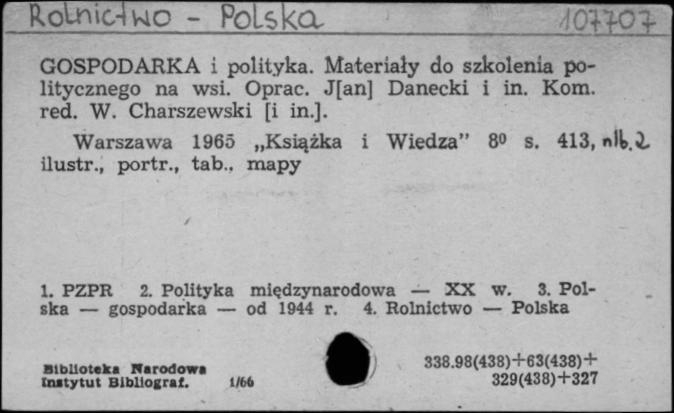 Rolnictwo - Polska 107707
GOSPODARKA i polityka. Materiały do szkolenia po-
litycznego na wsi. Oprac. J[an] Danecki i in. Kom.
red. W. Charszewski [i in.].
Warszawa 1965 „Książka i Wiedza” 8⁰ s. 413, nlb. 2
ilustr., portr., tab., mapy
1. PZPR 2. Polityka międzynarodowa — XX w. 3. Pol-
ska — gospodarka — od 1944 r. 4. Rolnictwo — Polska
Biblioteka Narodowa
Instytut Bibliograf. 1/66
338.98(438)+63(438)+
329(438)+327